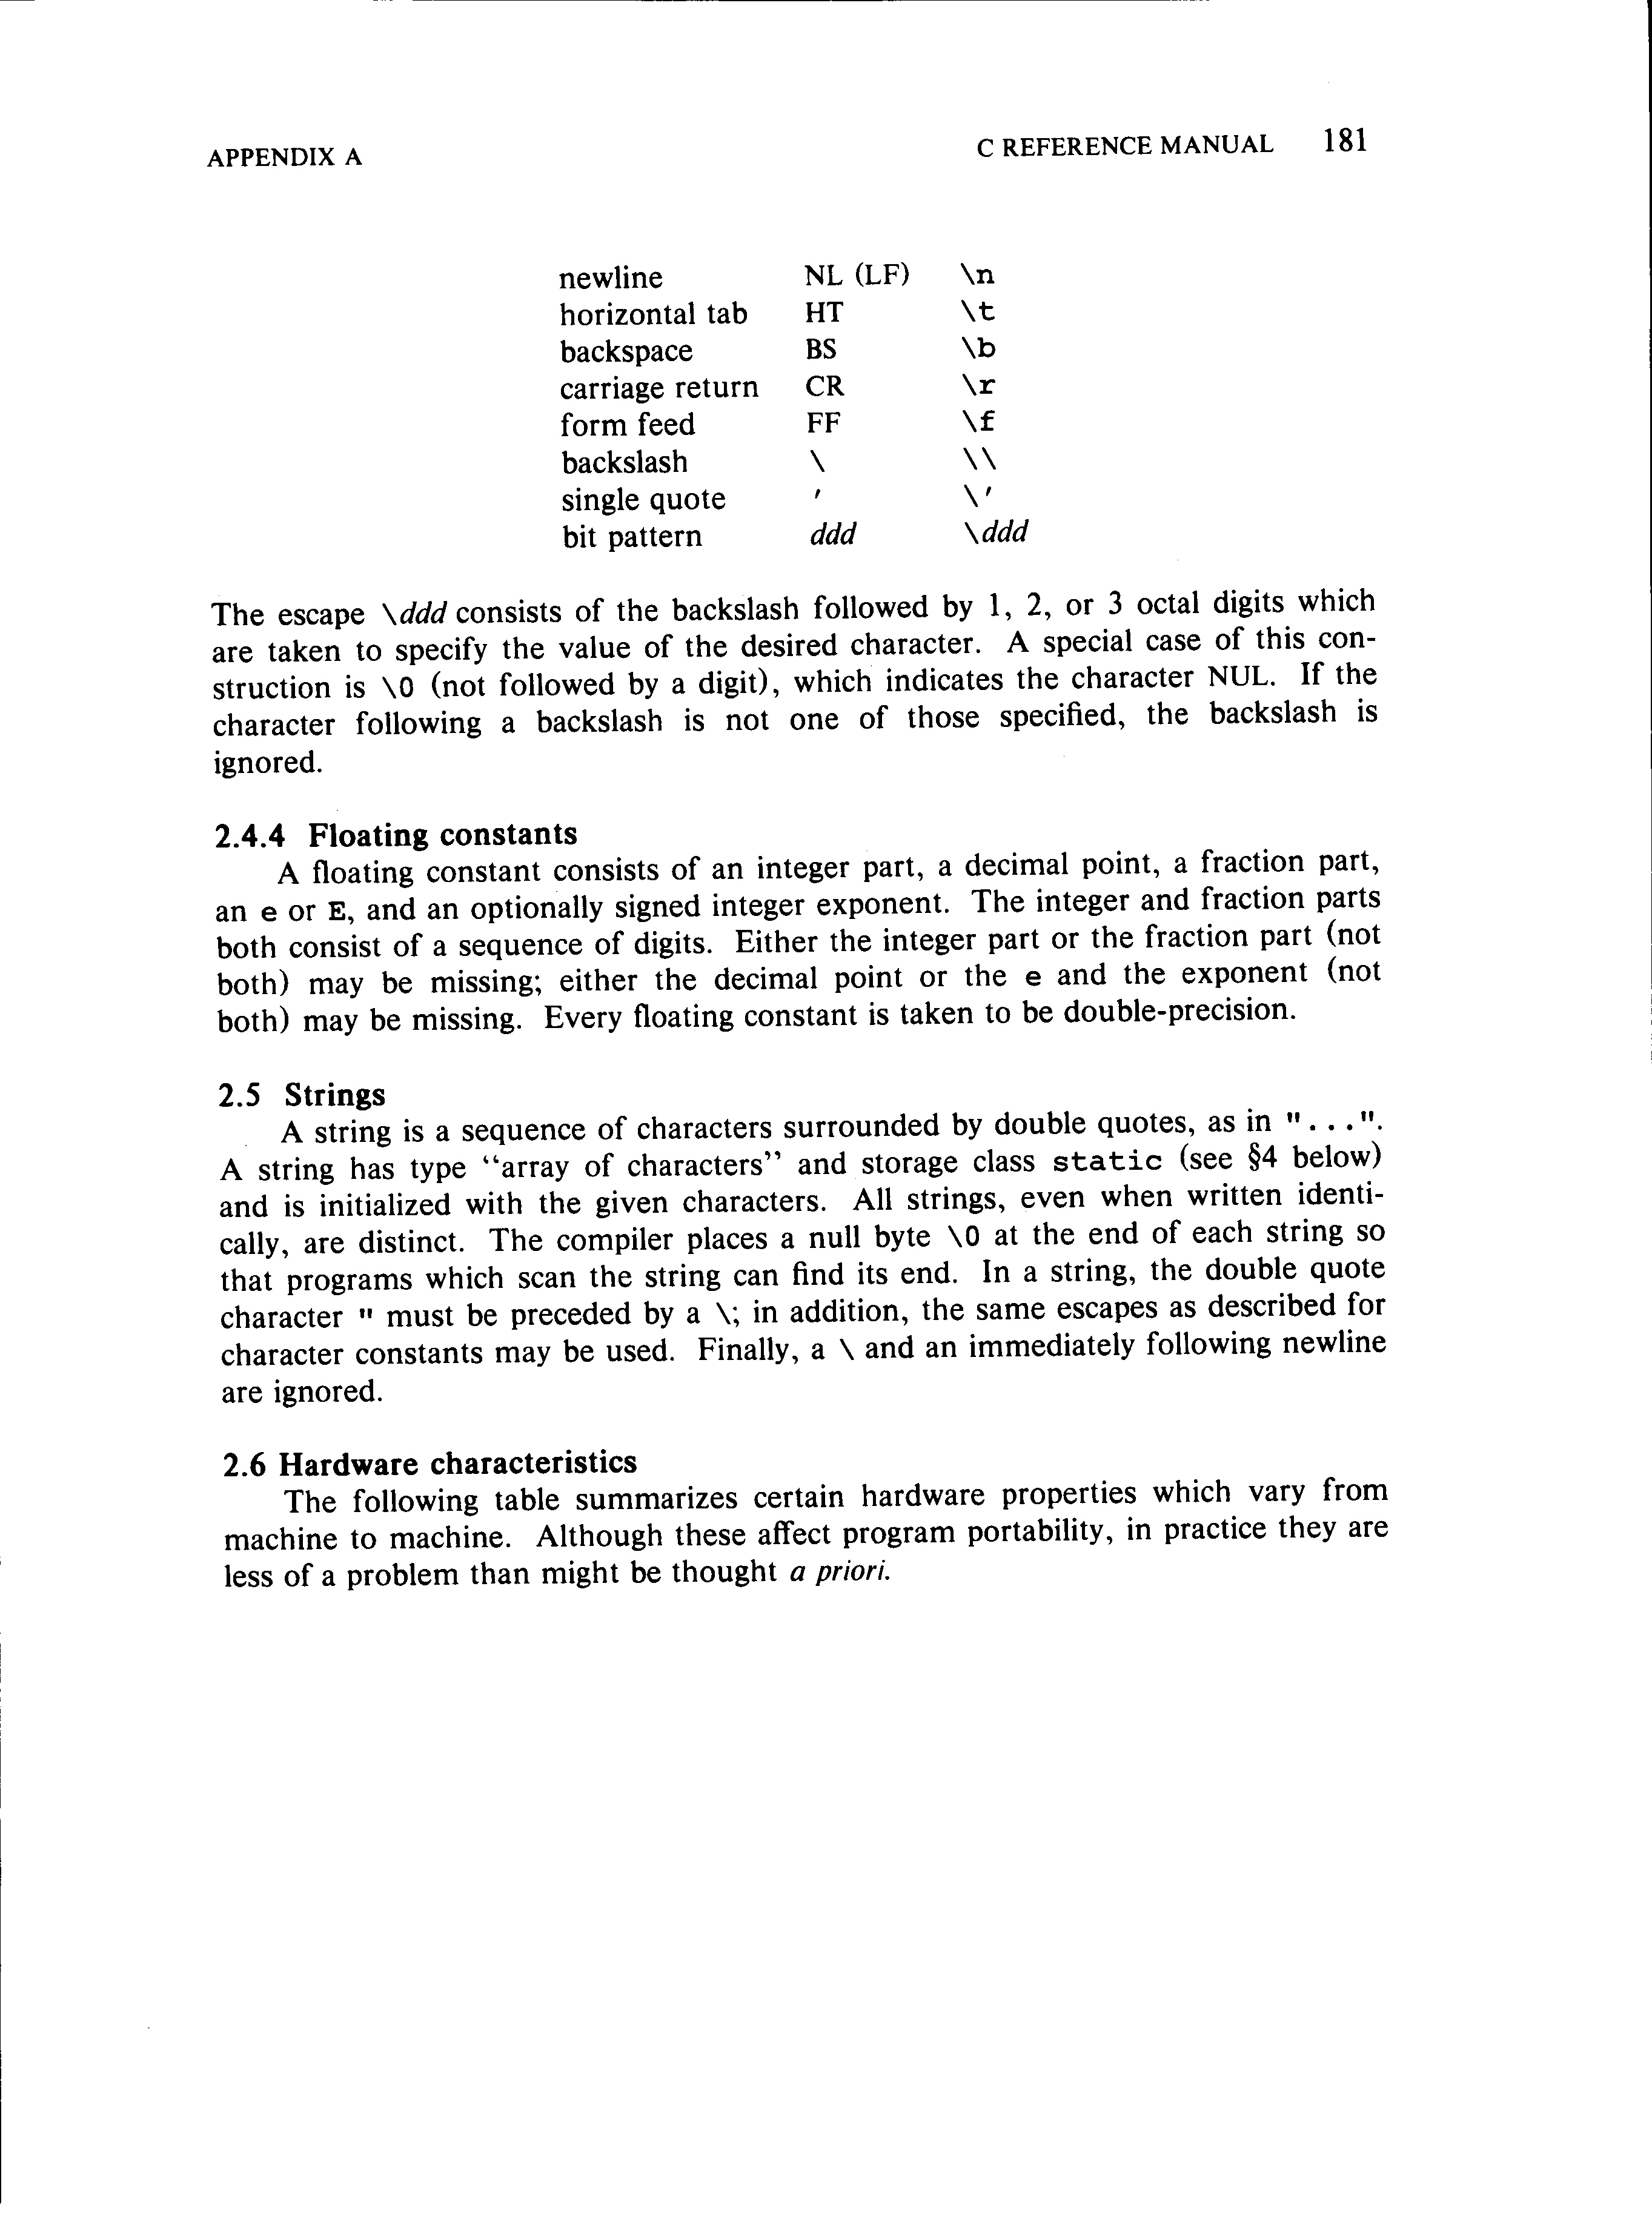 APPENDIX A C REFERENCE MANUAL 181
newline NL (LF) \n
horizontal tab HT \t
backspace BS \b
carriage return CR \r
form feed FF \f
backslash \ \\
single quote ' \'
bit pattern ddd \ddd
The escape \ddd consists of the backslash followed by 1, 2, or 3 octal digits which
are taken to specify the value of the desired character. A special case of this con-
struction is \0 (not followed by a digit), which indicates the character NUL. If the
character following a backslash is not one of those specified, the backslash is
ignored.
2.4.4 Floating constants
A floating constant consists of an integer part, a decimal point, a fraction part,
an e or E, and an optionally signed integer exponent. The integer and fraction parts
both consist of a sequence of digits. Either the integer part or the fraction part (not
both) may be missing; either the decimal point or the e and the exponent (not
both) may be missing. Every floating constant is taken to be double-precision.
2.5 Strings
A string is a sequence of characters surrounded by double quotes, as in "...".
A string has type “array of characters” and storage class static (see §4 below)
and is initialized with the given characters. All strings, even when written identi-
cally, are distinct. The compiler places a null byte \0 at the end of each string so
that programs which scan the string can find its end. In a string, the double quote
character " must be preceded by a \; in addition, the same escapes as described for
character constants may be used. Finally, a \ and an immediately following newline
are ignored.
2.6 Hardware characteristics
The following table summarizes certain hardware properties which vary from
machine to machine. Although these affect program portability, in practice they are
less of a problem than might be thought a priori.